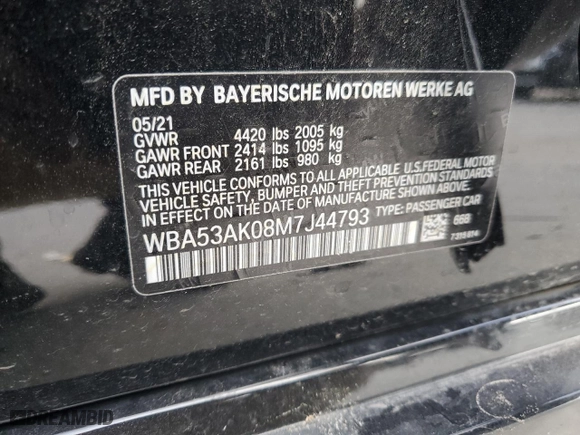 MFD BY BAYERISCHE MOTOREN WERKE AG
05/21
GVWR 4420 lbs 2005 kg
GAWR FRONT 2414 lbs 1095 kg
GAWR REAR 2161 lbs 980 kg
THIS VEHICLE CONFORMS TO ALL APPLICABLE U.S.FEDERAL MOTOR
VEHICLE SAFETY, BUMPER AND THEFT PREVENTION STANDARDS
IN EFFECT ON THE DATE OF MANUFACTURE SHOWN ABOVE.
WBA53AK08M7J44793 TYPE: PASSENGER CAR
668
7315814
DREAMBID